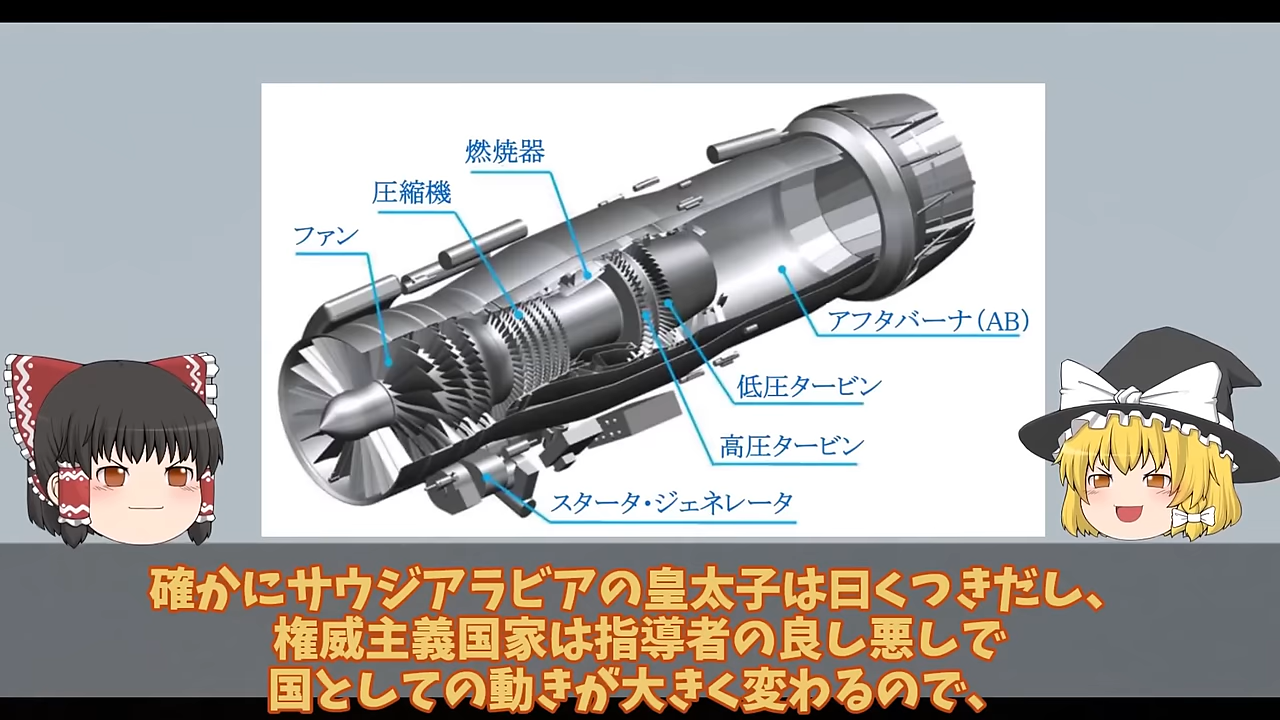 燃焼器
圧縮機
ファン
アフタバーナ(AB)
低圧タービン
高圧タービン
スタータ・ジェネレータ
確かにサウジアラビアの皇太子は曰くつきだし、
権威主義国家は指導者の良し悪しで
国としての動きが大きく変わるので、